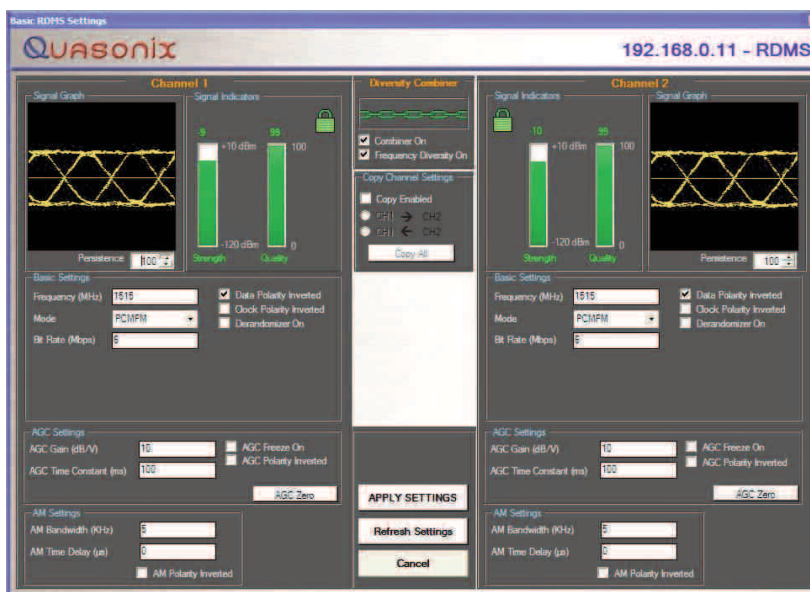 Basic RDMS Settings
Quasonix
192.168.0.11 - RDMS
Channel 1
Signal Graph
Persistence 100
Signal Indicators
-9 99
+10 dBm 100
-120 dBm 0
Strength Quality
Basic Settings
Frequency (MHz) 1515
Mode PCMFM
Bit Rate (Mbps)
Data Polarity Inverted
Clock Polarity Inverted
Derandomizer On
AGC Settings
AGC Gain (dB/V) 10
AGC Time Constant (ms) 100
AGC Freeze On
AGC Polarity Inverted
AGC Zero
AM Settings
AM Bandwidth (KHz) 5
AM Time Delay (µs) 0
AM Polarity Inverted
Diversity Combiner
Combiner On
Frequency Diversity On
Copy Channel Settings
Copy Enabled
CH1 → CH2
CH1 ← CH2
Copy All
APPLY SETTINGS
Refresh Settings
Cancel
Channel 2
Signal Indicators
-10 99
+10 dBm 100
-120 dBm 0
Strength Quality
Signal Graph
Persistence 100
Basic Settings
Frequency (MHz) 1515
Mode PCMFM
Bit Rate (Mbps)
Data Polarity Inverted
Clock Polarity Inverted
Derandomizer On
AGC Settings
AGC Gain (dB/V) 10
AGC Time Constant (ms) 100
AGC Freeze On
AGC Polarity Inverted
AGC Zero
AM Settings
AM Bandwidth (KHz) 5
AM Time Delay (µs) 0
AM Polarity Inverted